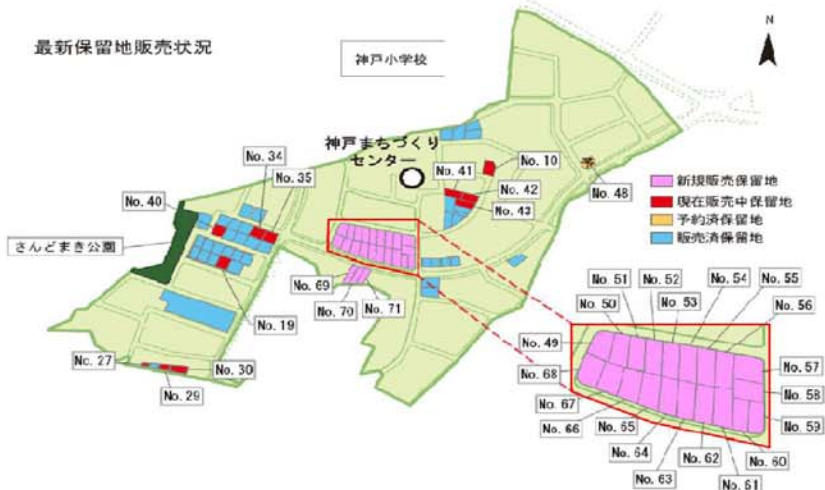 最新保留地販売状況
神戸小学校
N
神戸まちづくり
センター
No. 34
No. 35
No. 40
さんどまき公園
No. 41
No. 10
No. 42
No. 43
予
No. 48
新規販売保留地
現在販売中保留地
予約済保留地
販売済保留地
No. 69
No. 70
No. 71
No. 19
No. 27
No. 29
No. 30
No. 49
No. 50
No. 51
No. 52
No. 53
No. 54
No. 55
No. 56
No. 57
No. 58
No. 59
No. 60
No. 61
No. 62
No. 63
No. 64
No. 65
No. 66
No. 67
No. 68